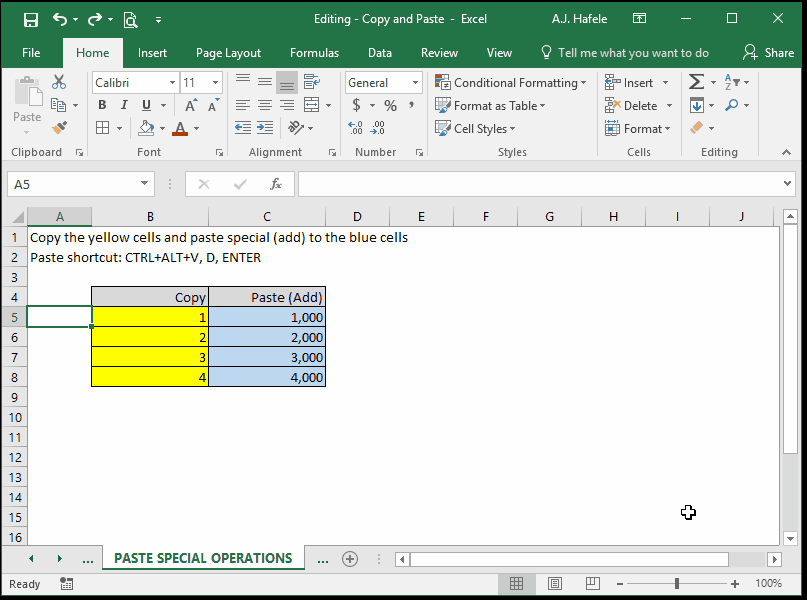 Editing - Copy and Paste - Excel
A.J. Hafele
File Home Insert Page Layout Formulas Data Review View Tell me what you want to do Share
Paste
Calibri 11
General
Conditional Formatting
Format as Table
Cell Styles
Insert
Delete
Format
B I U
A A
A
$ % ,
.00
.00
A Z
Clipboard Font Alignment Number Styles Cells Editing
A5 fx
A B C D E F G H I J
1 Copy the yellow cells and paste special (add) to the blue cells
2 Paste shortcut: CTRL+ALT+V, D, ENTER
3
4 Copy Paste (Add)
5 1 1,000
6 2 2,000
7 3 3,000
8 4 4,000
9
10
11
12
13
14
15
16
... PASTE SPECIAL OPERATIONS ...
Ready 100%